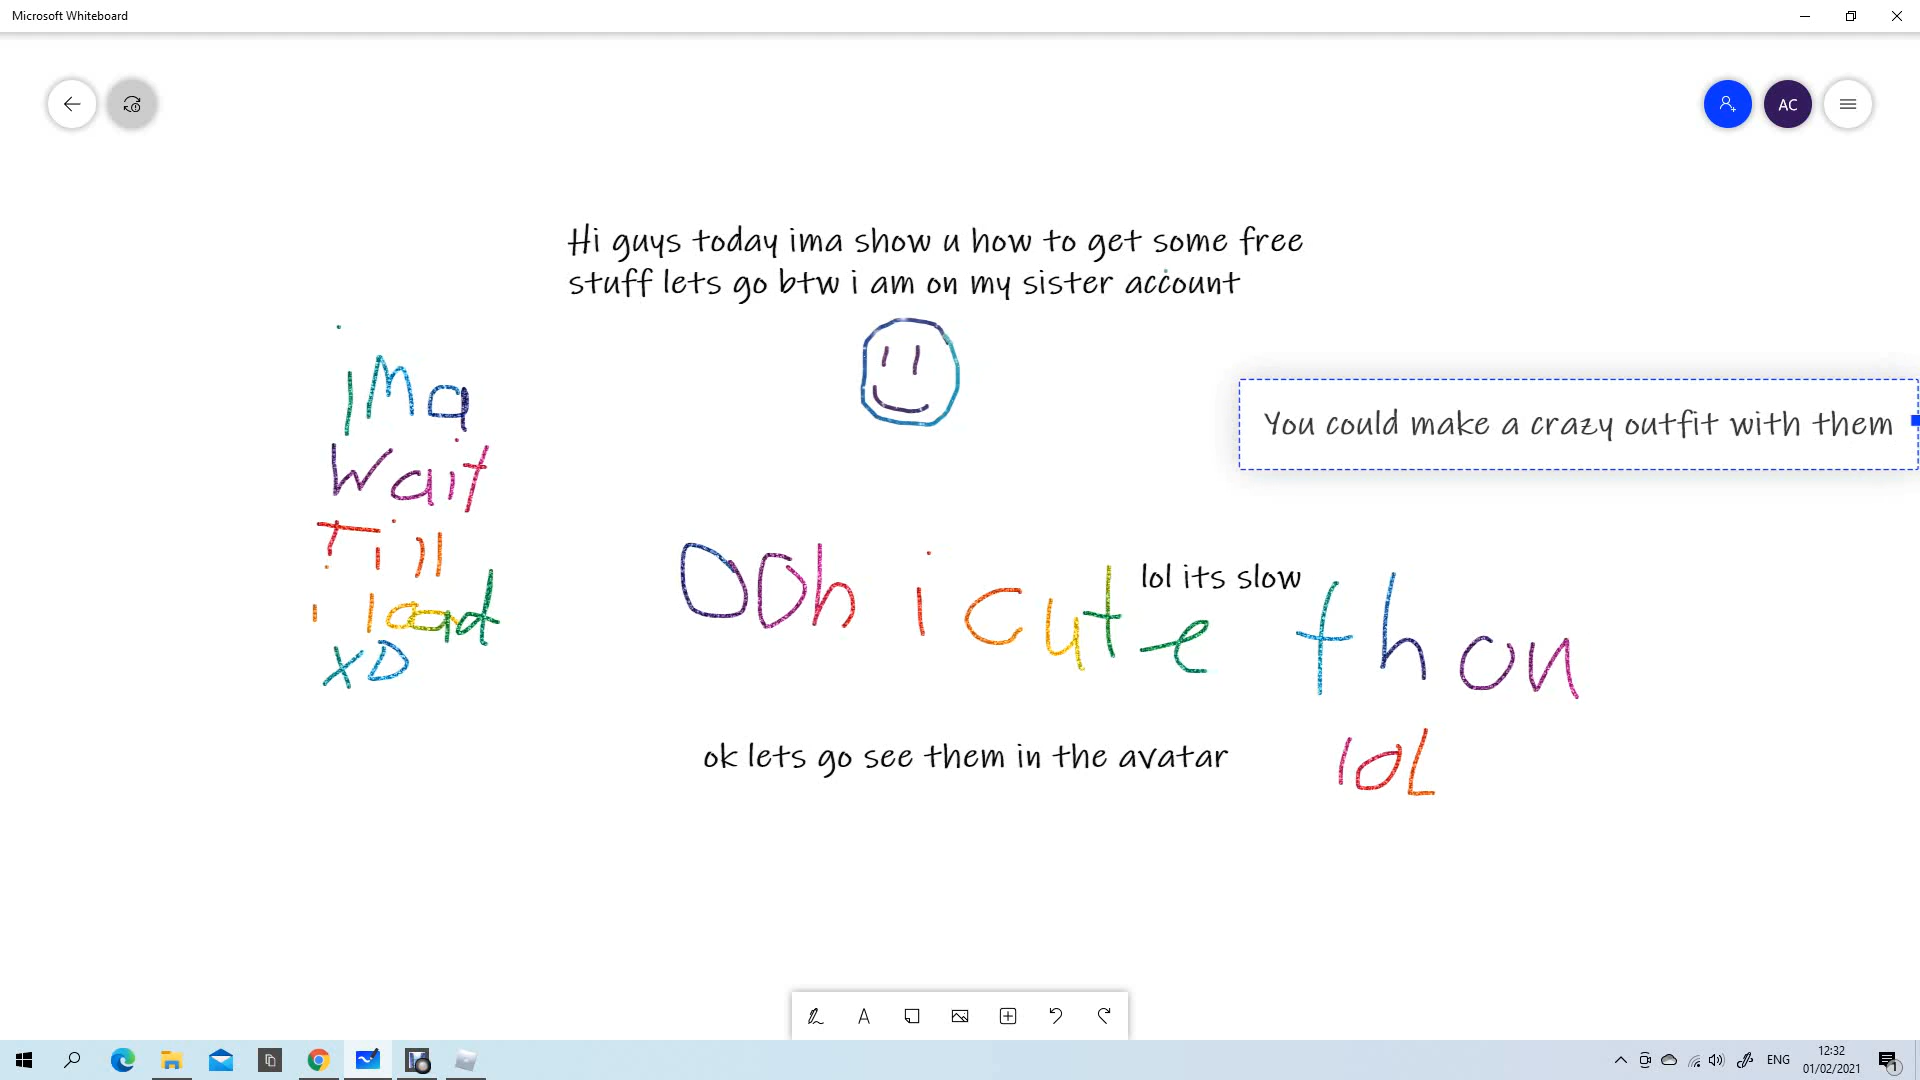 Microsoft Whiteboard
AC
Hi guys today ima show u how to get some free
stuff lets go btw i am on my sister account
iMa
Wait
Till
i load
XD
You could make a crazy outfit with them
OOh i cute thou
lol its slow
lol
ok lets go see them in the avatar
ENG
12:32
01/02/2021
1